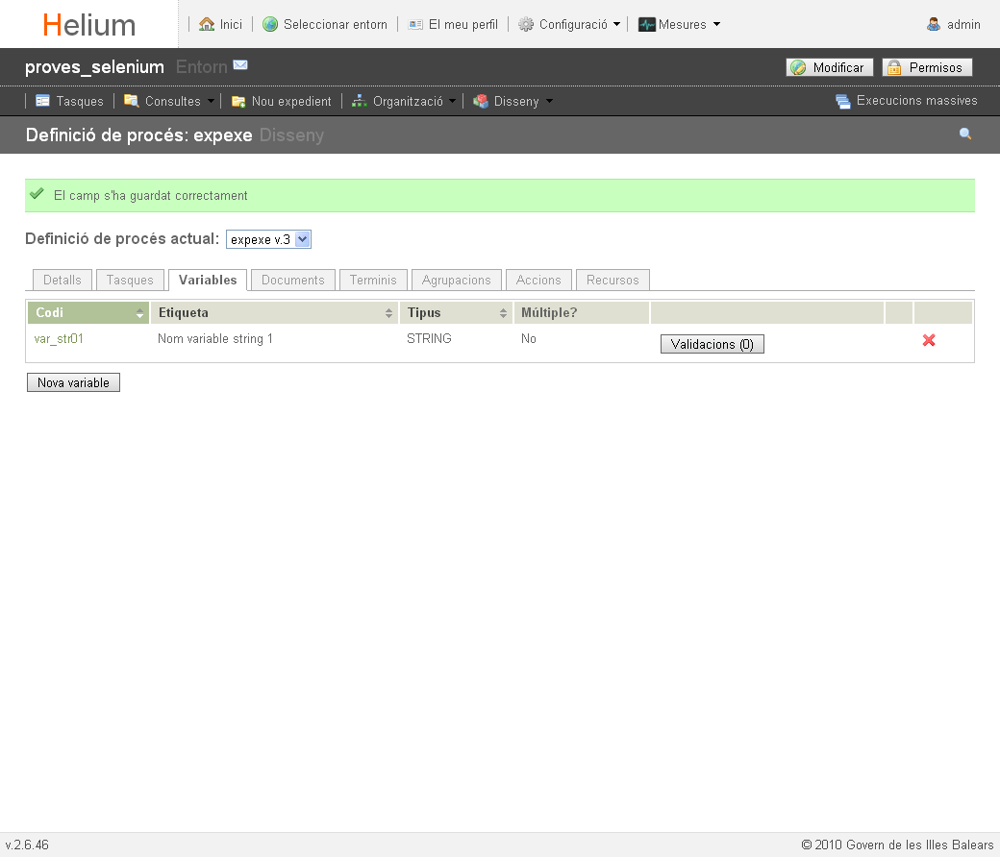 Helium Inici Seleccionar entorn El meu perfil Configuració Mesures admin
proves_selenium Entorn Modificar Permisos
Tasques Consultes Nou expedient Organització Disseny Execucions massives
Definició de procés: expexe Disseny
El camp s'ha guardat correctament
Definició de procés actual: expexe v.3
Detalls Tasques Variables Documents Terminis Agrupacions Accions Recursos
Codi Etiqueta Tipus Múltiple?
var_str01 Nom variable string 1 STRING No Validacions (0)
Nova variable
v.2.6.46 © 2010 Govern de les Illes Balears